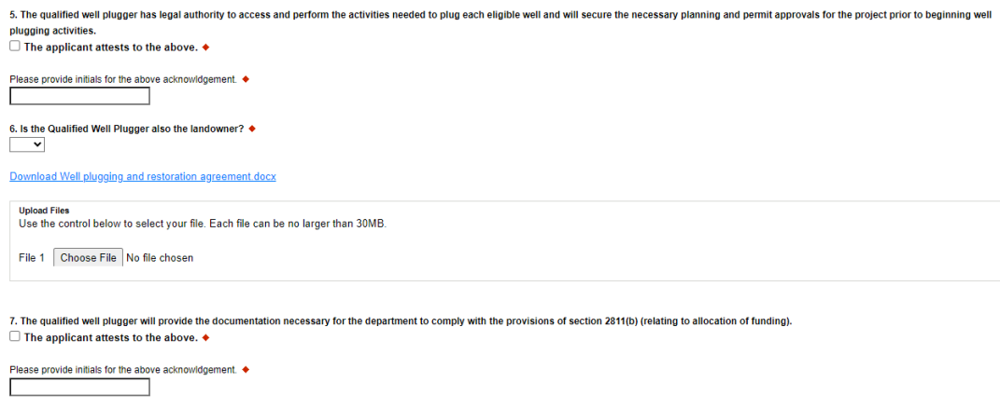 5. The qualified well plugger has legal authority to access and perform the activities needed to plug each eligible well and will secure the necessary planning and permit approvals for the project prior to beginning well
plugging activities.
The applicant attests to the above.
Please provide initials for the above acknowldgement.
6. Is the Qualified Well Plugger also the landowner?
Download Well plugging and restoration agreement.docx
Upload Files
Use the control below to select your file. Each file can be no larger than 30MB.
File 1 Choose File No file chosen
7. The qualified well plugger will provide the documentation necessary for the department to comply with the provisions of section 2811(b) (relating to allocation of funding).
The applicant attests to the above.
Please provide initials for the above acknowldgement.